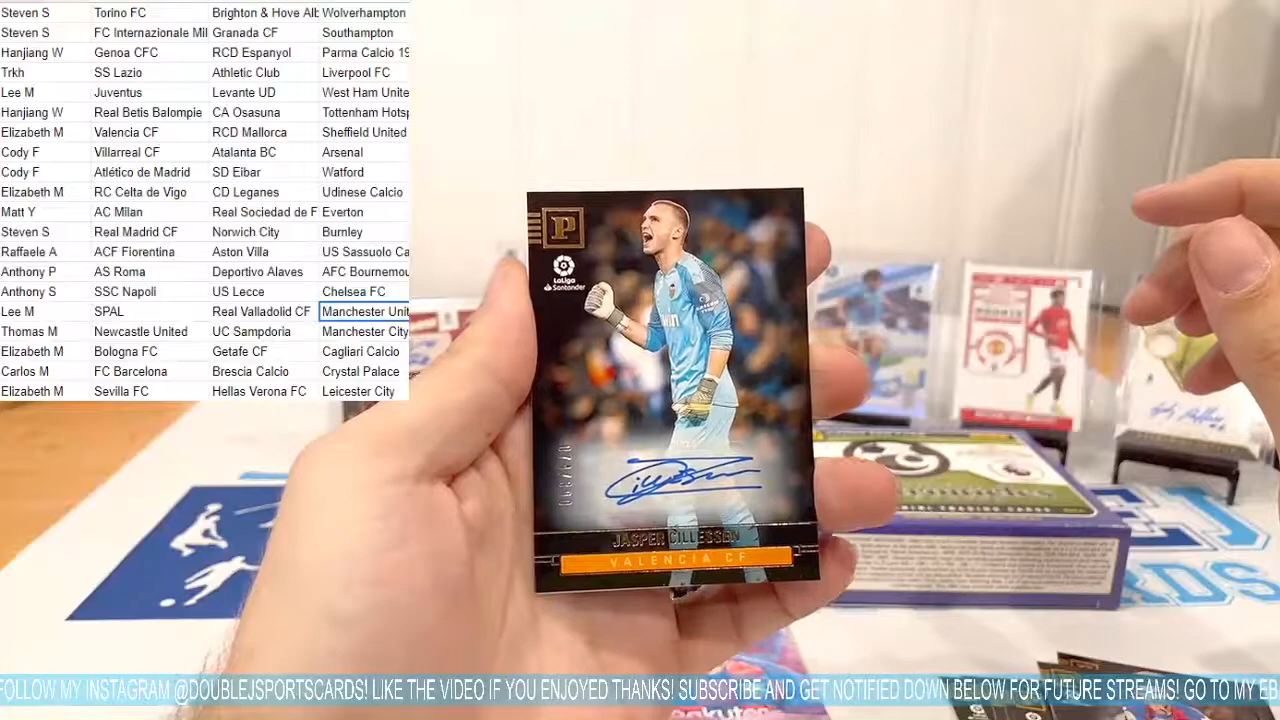 Steven S Torino FC Brighton & Hove Alb Wolverhampton
Steven S FC Internazionale Mil Granada CF Southampton
Hanjiang W Genoa CFC RCD Espanyol Parma Calcio 19
Trkh SS Lazio Athletic Club Liverpool FC
Lee M Juventus Levante UD West Ham Unite
Hanjiang W Real Betis Balompie CA Osasuna Tottenham Hotsp
Elizabeth M Valencia CF RCD Mallorca Sheffield United
Cody F Villarreal CF Atalanta BC Arsenal
Cody F Atlético de Madrid SD Eibar Watford
Elizabeth M RC Celta de Vigo CD Leganes Udinese Calcio
Matt Y AC Milan Real Sociedad de F Everton
Steven S Real Madrid CF Norwich City Burnley
Raffaele A ACF Fiorentina Aston Villa US Sassuolo Ca
Anthony P AS Roma Deportivo Alaves AFC Bournemou
Anthony S SSC Napoli US Lecce Chelsea FC
Lee M SPAL Real Valladolid CF Manchester Unit
Thomas M Newcastle United UC Sampdoria Manchester City
Elizabeth M Bologna FC Getafe CF Cagliari Calcio
Carlos M FC Barcelona Brescia Calcio Crystal Palace
Elizabeth M Sevilla FC Hellas Verona FC Leicester City
P
LaLiga
Santander
JASPER CILLESSEN
VALENCIA CF
TRADING CARDS
FOLLOW MY INSTAGRAM @DOUBLEJSPORTSCARDS! LIKE THE VIDEO IF YOU ENJOYED THANKS! SUBSCRIBE AND GET NOTIFIED DOWN BELOW FOR FUTURE STREAMS! GO TO MY EB